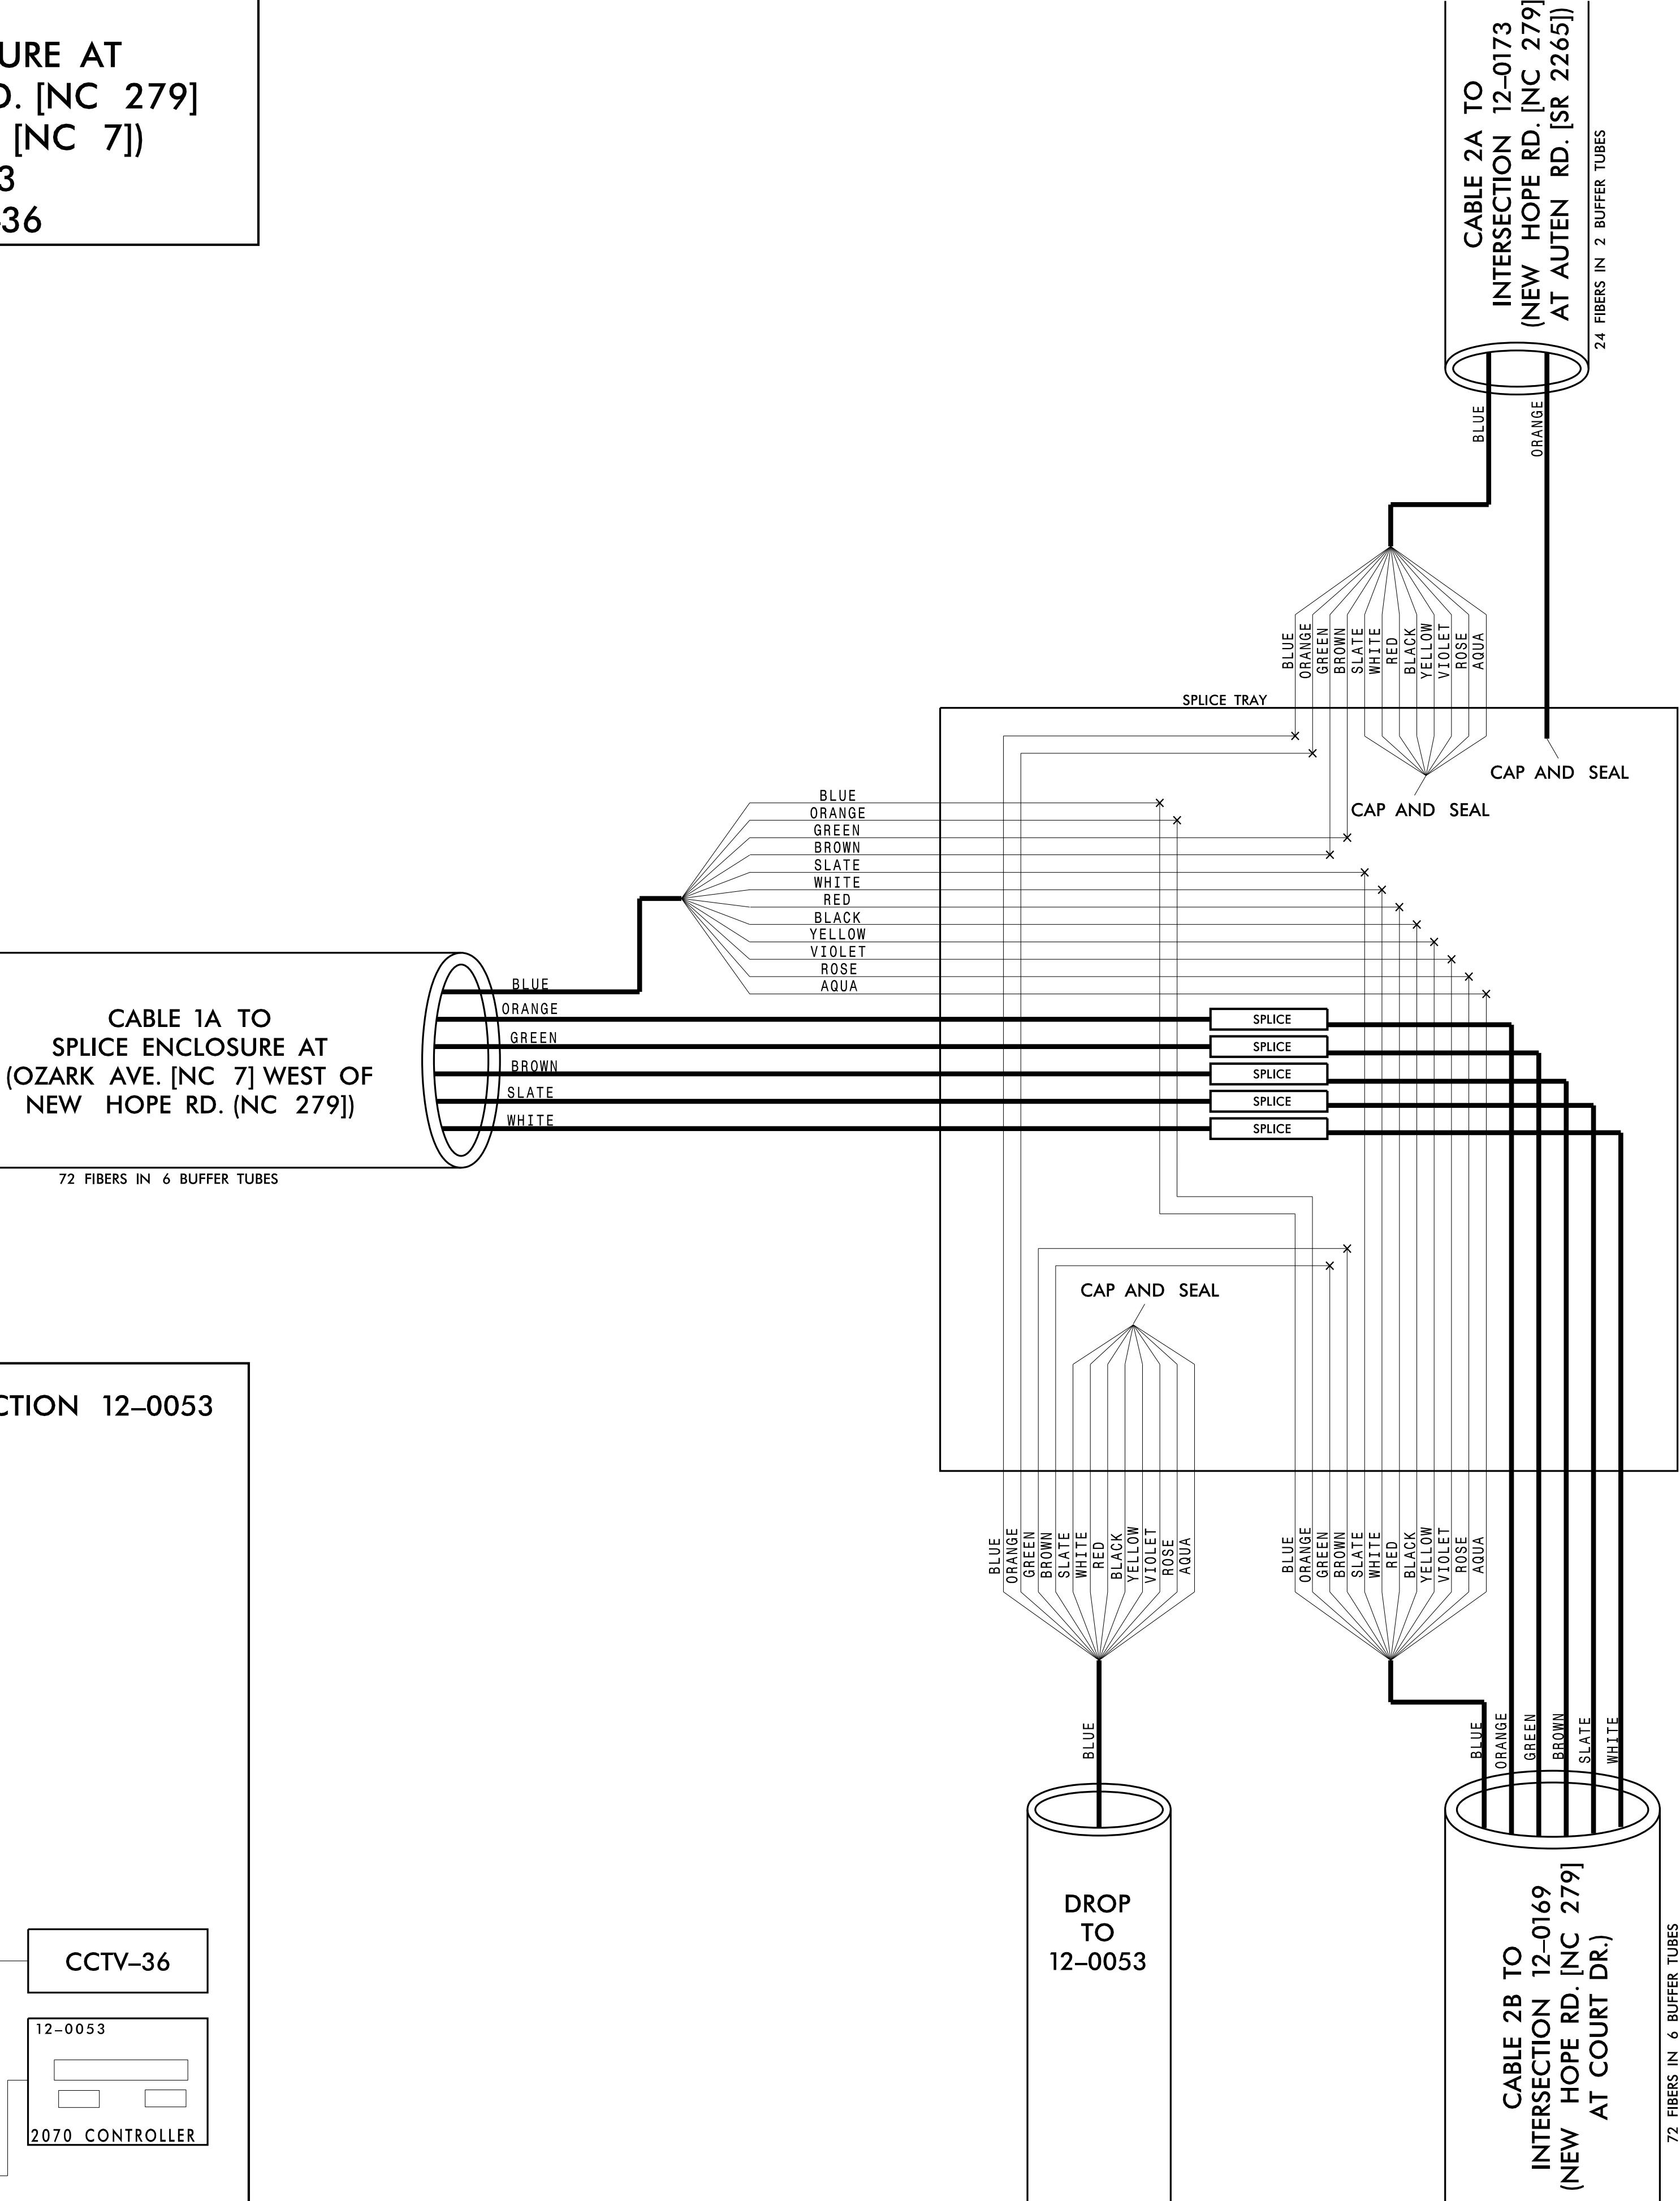 URE AT
D. [NC 279]
[NC 7])
3
-36
CABLE 2A TO
INTERSECTION 12-0173
(NEW HOPE RD. [NC 279]
AT AUTEN RD. [SR 2265])
24 FIBERS IN 2 BUFFER TUBES
BLUE
ORANGE
BLUE
ORANGE
GREEN
BROWN
SLATE
WHITE
RED
BLACK
YELLOW
VIOLET
ROSE
AQUA
SPLICE TRAY
CAP AND SEAL
CAP AND SEAL
BLUE
ORANGE
GREEN
BROWN
SLATE
WHITE
RED
BLACK
YELLOW
VIOLET
ROSE
AQUA
CABLE 1A TO
SPLICE ENCLOSURE AT
(OZARK AVE. [NC 7] WEST OF
NEW HOPE RD. (NC 279])
72 FIBERS IN 6 BUFFER TUBES
BLUE
ORANGE
GREEN
BROWN
SLATE
WHITE
SPLICE
SPLICE
SPLICE
SPLICE
SPLICE
CAP AND SEAL
CTION 12-0053
BLUE
ORANGE
GREEN
BROWN
SLATE
WHITE
RED
BLACK
YELLOW
VIOLET
ROSE
AQUA
BLUE
ORANGE
GREEN
BROWN
SLATE
WHITE
RED
BLACK
YELLOW
VIOLET
ROSE
AQUA
BLUE
BLUE
ORANGE
GREEN
BROWN
SLATE
WHITE
DROP
TO
12-0053
CABLE 2B TO
INTERSECTION 12-0169
(NEW HOPE RD. [NC 279]
AT COURT DR.)
72 FIBERS IN 6 BUFFER TUBES
CCTV-36
12-0053
2070 CONTROLLER